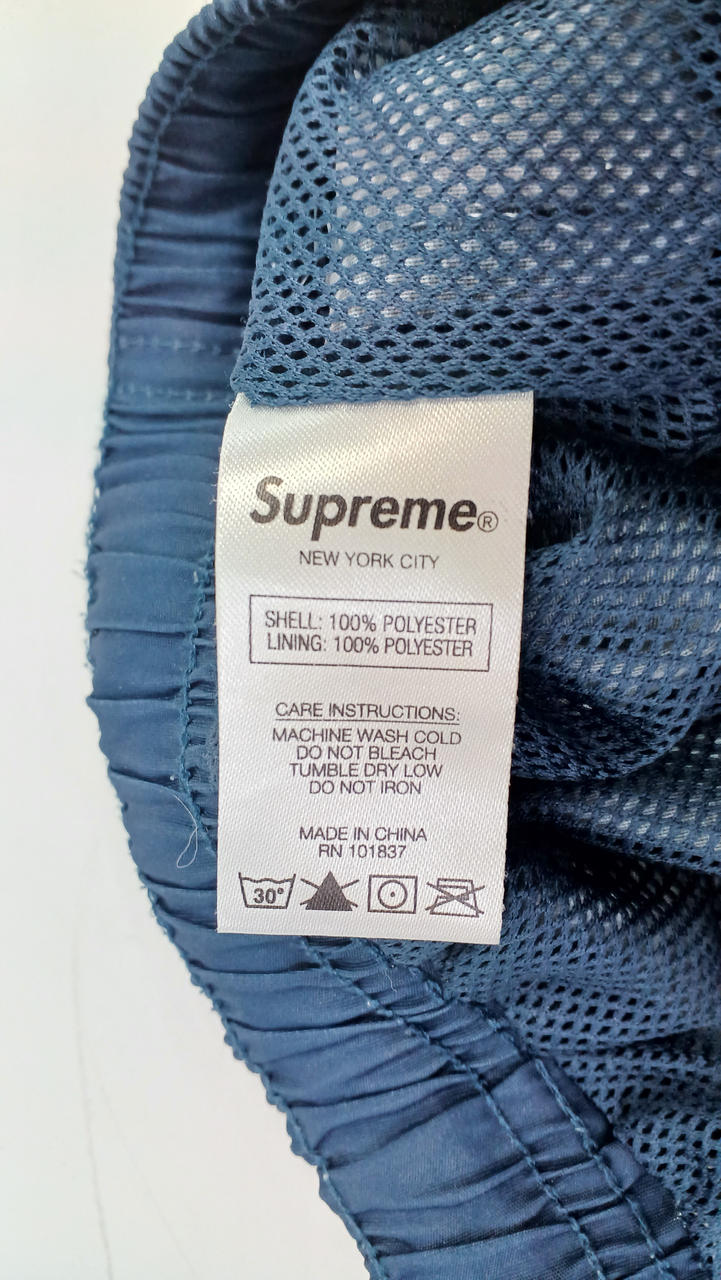 Supreme®
NEW YORK CITY
SHELL: 100% POLYESTER
LINING: 100% POLYESTER
CARE INSTRUCTIONS:
MACHINE WASH COLD
DO NOT BLEACH
TUMBLE DRY LOW
DO NOT IRON
MADE IN CHINA
RN 101837
30°